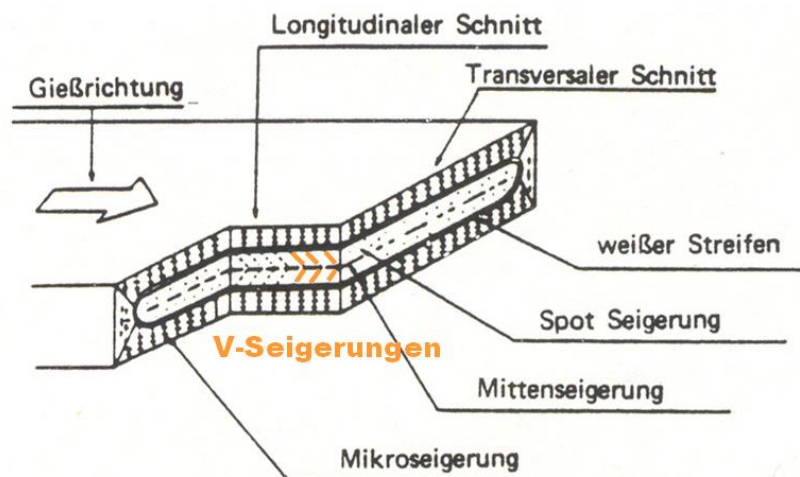 Longitudinaler Schnitt
Transversaler Schnitt
Gießrichtung
weißer Streifen
Spot Seigerung
V-Seigerungen
Mittenseigerung
Mikroseigerung